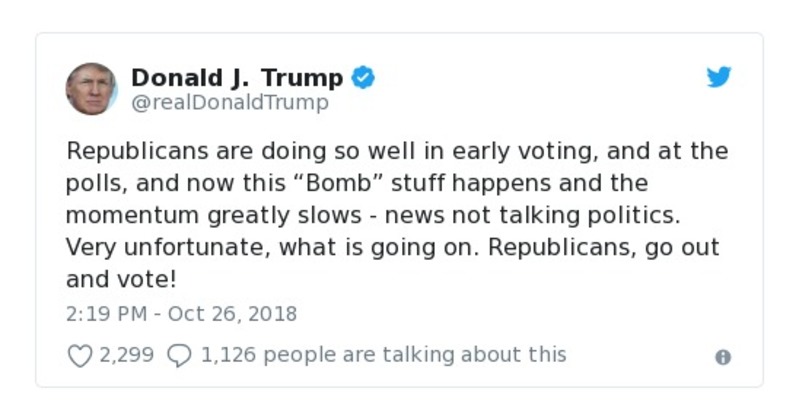 Donald J. Trump
@realDonaldTrump
Republicans are doing so well in early voting, and at the
polls, and now this “Bomb” stuff happens and the
momentum greatly slows - news not talking politics.
Very unfortunate, what is going on. Republicans, go out
and vote!
2:19 PM - Oct 26, 2018
2,299 1,126 people are talking about this